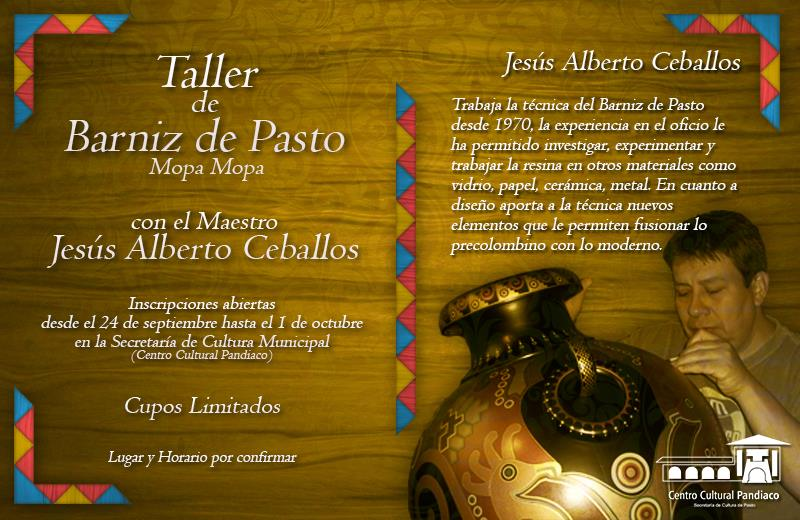 Taller
de
Barniz de Pasto
Mopa Mopa
con el Maestro
Jesús Alberto Ceballos
Inscripciones abiertas
desde el 24 de septiembre hasta el 1 de octubre
en la Secretaría de Cultura Municipal
(Centro Cultural Pandiaco)
Cupos Limitados
Lugar y Horario por confirmar
Jesús Alberto Ceballos
Trabaja la técnica del Barniz de Pasto
desde 1970, la experiencia en el oficio le
ha permitido investigar, experimentar y
trabajar la resina en otros materiales como
vidrio, papel, cerámica, metal. En cuanto a
diseño aporta a la técnica nuevos
elementos que le permiten fusionar lo
precolombino con lo moderno.
Centro Cultural Pandiaco
Secretaría de Cultura de Pasto